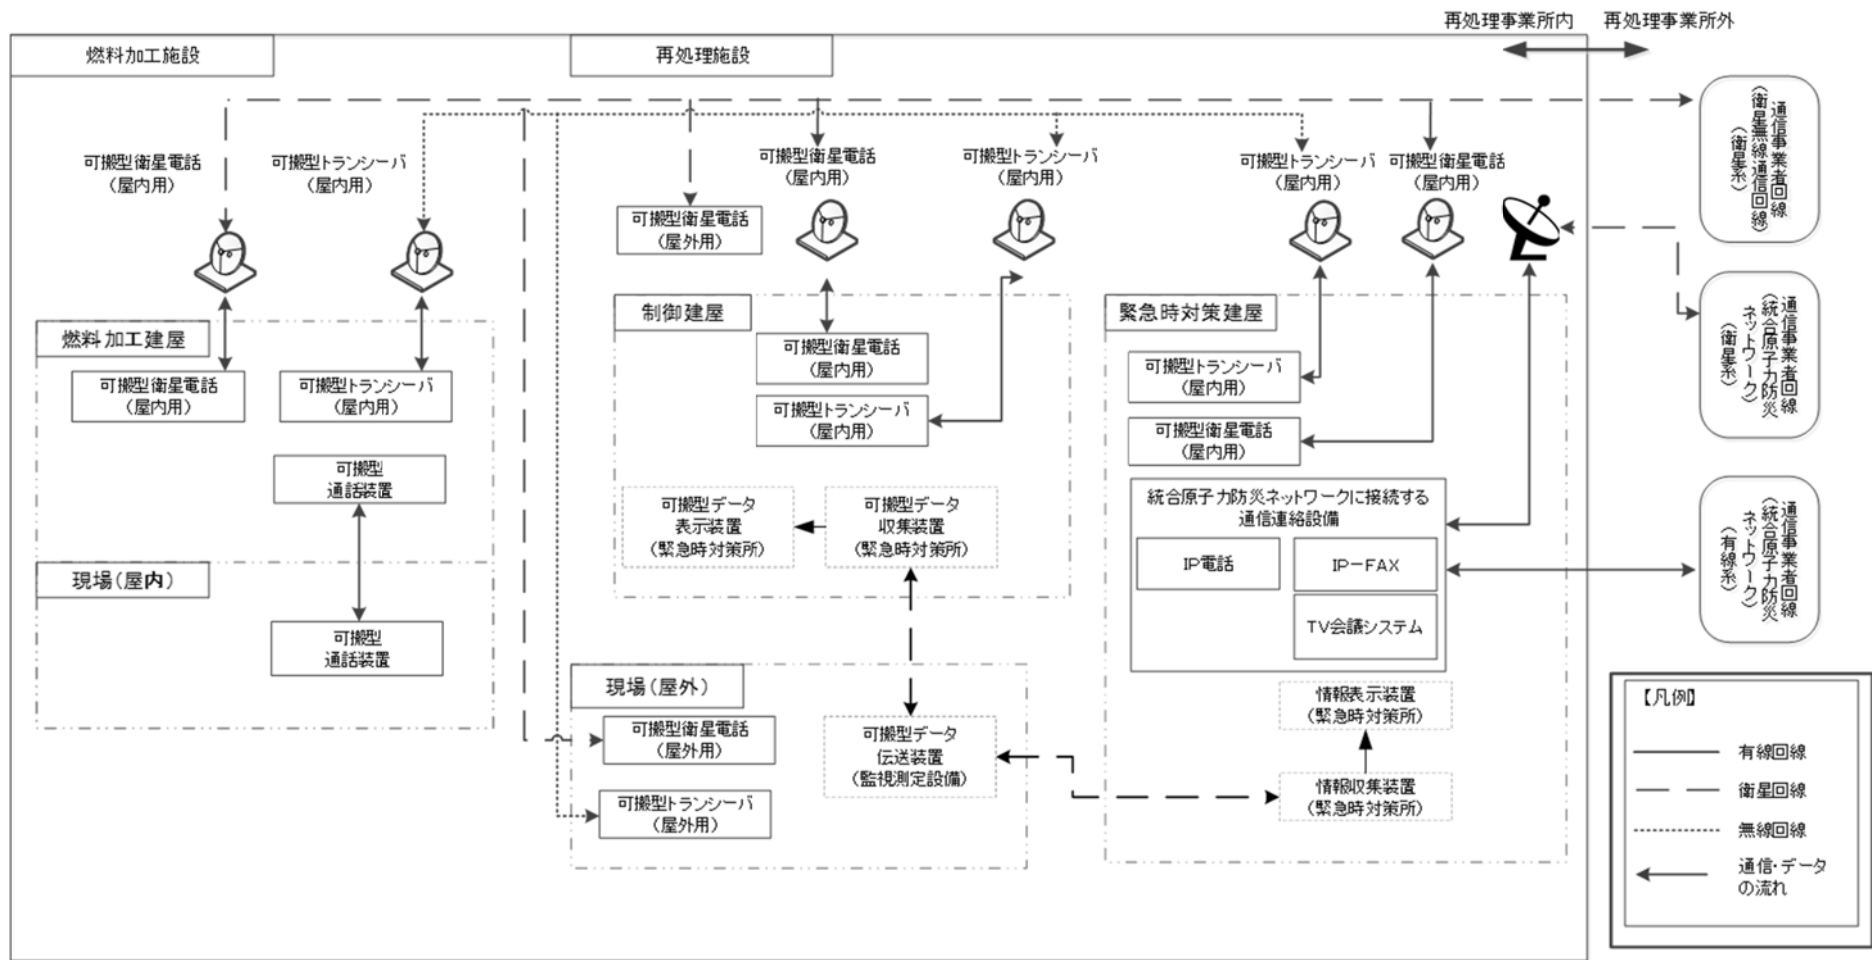 再処理事業所内
再処理事業所外
燃料加工施設
再処理施設
可搬型衛星電話
(屋内用)
可搬型トランシーバ
(屋内用)
可搬型衛星電話
(屋外用)
可搬型衛星電話
(屋内用)
可搬型トランシーバ
(屋内用)
可搬型トランシーバ
(屋内用)
可搬型衛星電話
(屋内用)
通信事業者回線
(衛星無線通信回線)
(衛星系)
燃料加工建屋
可搬型衛星電話
(屋内用)
可搬型トランシーバ
(屋内用)
可搬型
通話装置
現場(屋内)
可搬型
通話装置
制御建屋
可搬型衛星電話
(屋内用)
可搬型トランシーバ
(屋内用)
可搬型データ
表示装置
(緊急時対策所)
可搬型データ
収集装置
(緊急時対策所)
現場(屋外)
可搬型衛星電話
(屋外用)
可搬型トランシーバ
(屋外用)
可搬型データ
伝送装置
(監視測定設備)
緊急時対策建屋
可搬型トランシーバ
(屋内用)
可搬型衛星電話
(屋内用)
統合原子力防災ネットワークに接続する
通信連絡設備
IP電話
IP-FAX
TV会議システム
情報表示装置
(緊急時対策所)
情報収集装置
(緊急時対策所)
通信事業者回線
(統合原子力防災
ネットワーク)
(衛星系)
通信事業者回線
(統合原子力防災
ネットワーク)
(有線系)
【凡例】
有線回線
衛星回線
無線回線
通信・データ
の流れ